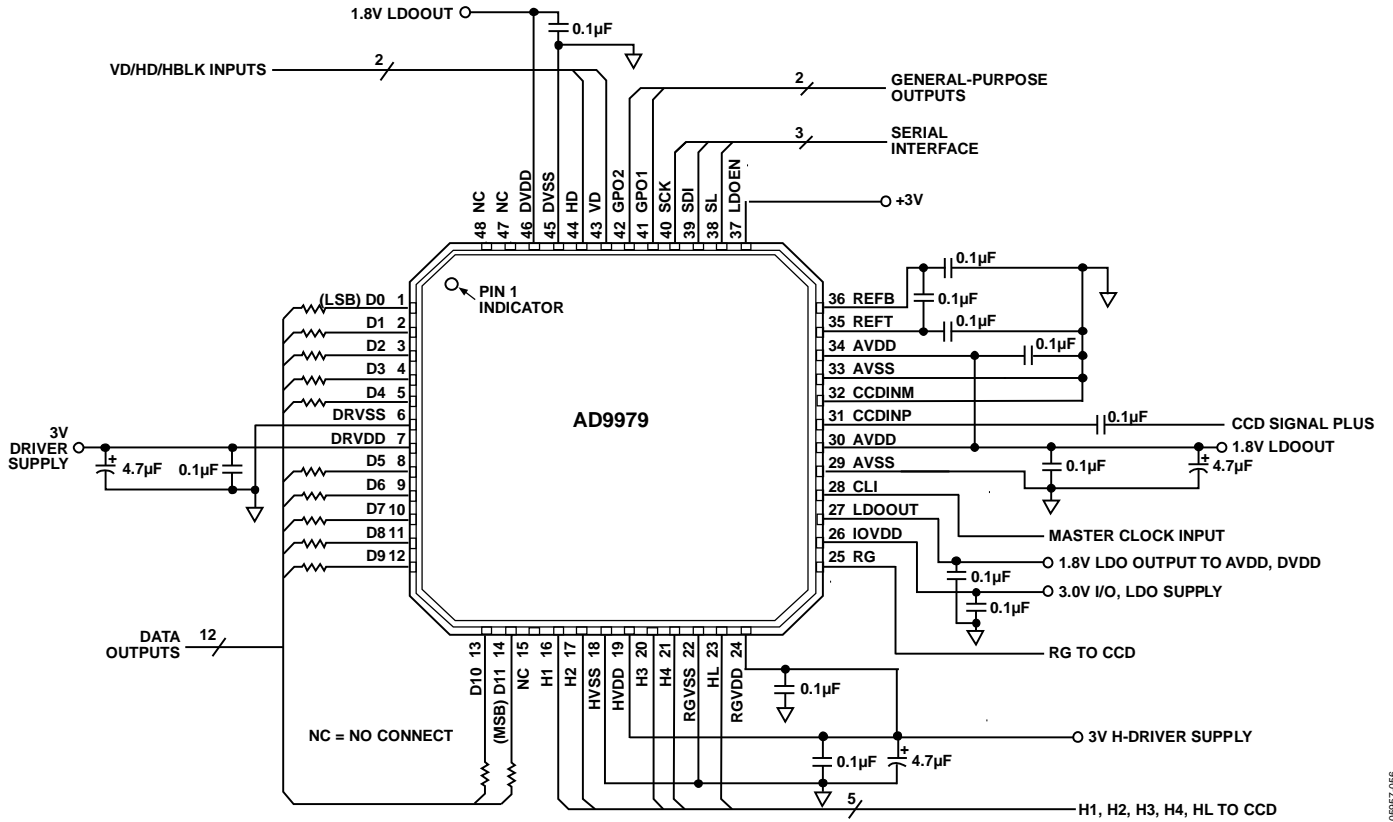 1.8V LDOOUT
0.1µF
VD/HD/HBLK INPUTS
2
2
GENERAL-PURPOSE
OUTPUTS
3
SERIAL
INTERFACE
+3V
48 NC
47 NC
46 DVDD
45 DVSS
44 HD
43 VD
42 GPO2
41 GPO1
40 SCK
39 SDI
38 SL
37 LDOEN
PIN 1
INDICATOR
AD9979
(LSB) D0 1
D1 2
D2 3
D3 4
D4 5
DRVSS 6
DRVDD 7
D5 8
D6 9
D7 10
D8 11
D9 12
3V
DRIVER
SUPPLY
+
4.7µF
0.1µF
36 REFB
35 REFT
34 AVDD
33 AVSS
32 CCDINM
31 CCDINP
30 AVDD
29 AVSS
28 CLI
27 LDOOUT
26 IOVDD
25 RG
0.1µF
0.1µF
0.1µF
0.1µF
0.1µF
CCD SIGNAL PLUS
1.8V LDOOUT
0.1µF
+
4.7µF
MASTER CLOCK INPUT
1.8V LDO OUTPUT TO AVDD, DVDD
0.1µF
3.0V I/O, LDO SUPPLY
0.1µF
RG TO CCD
DATA
OUTPUTS
12
D10 13
(MSB) D11 14
NC 15
H1 16
H2 17
HVSS 18
HVDD 19
H3 20
H4 21
RGVSS 22
HL 23
RGVDD 24
0.1µF
NC = NO CONNECT
3V H-DRIVER SUPPLY
0.1µF
+
4.7µF
5
H1, H2, H3, H4, HL TO CCD
05957-056